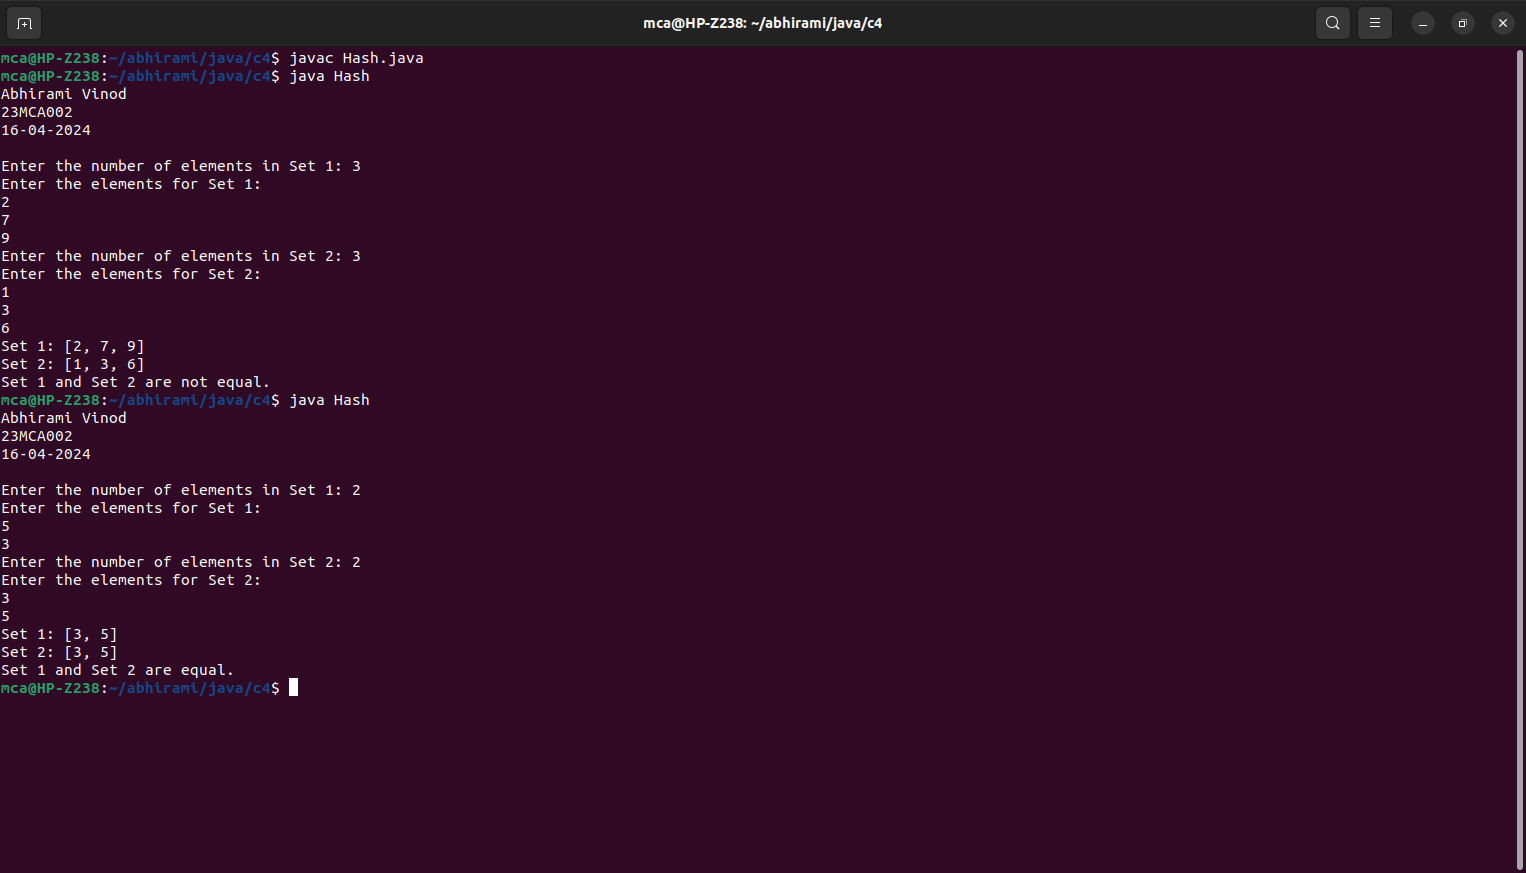 mca@HP-Z238: ~/abhirami/java/c4
mca@HP-Z238:~/abhirami/java/c4$ javac Hash.java
mca@HP-Z238:~/abhirami/java/c4$ java Hash
Abhirami Vinod
23MCA002
16-04-2024

Enter the number of elements in Set 1: 3
Enter the elements for Set 1:
2
7
9
Enter the number of elements in Set 2: 3
Enter the elements for Set 2:
1
3
6
Set 1: [2, 7, 9]
Set 2: [1, 3, 6]
Set 1 and Set 2 are not equal.
mca@HP-Z238:~/abhirami/java/c4$ java Hash
Abhirami Vinod
23MCA002
16-04-2024

Enter the number of elements in Set 1: 2
Enter the elements for Set 1:
5
3
Enter the number of elements in Set 2: 2
Enter the elements for Set 2:
3
5
Set 1: [3, 5]
Set 2: [3, 5]
Set 1 and Set 2 are equal.
mca@HP-Z238:~/abhirami/java/c4$